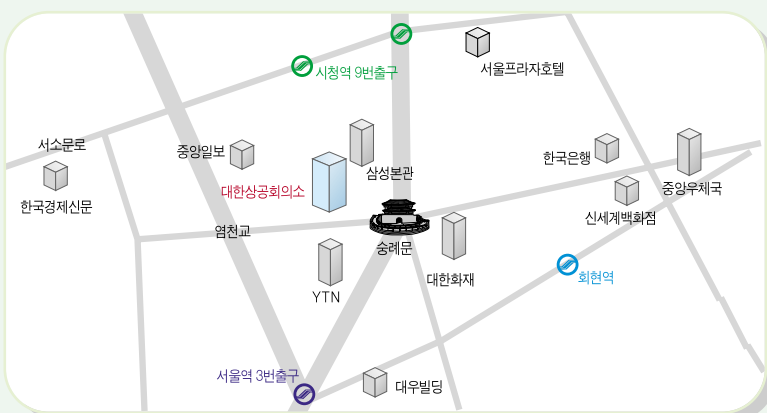 시청역 9번출구
서울프라자호텔
서소문로
중앙일보
한국은행
삼성본관
한국경제신문
대한상공회의소
중앙우체국
신세계백화점
염천교
숭례문
대한화재
회현역
YTN
서울역 3번출구
대우빌딩